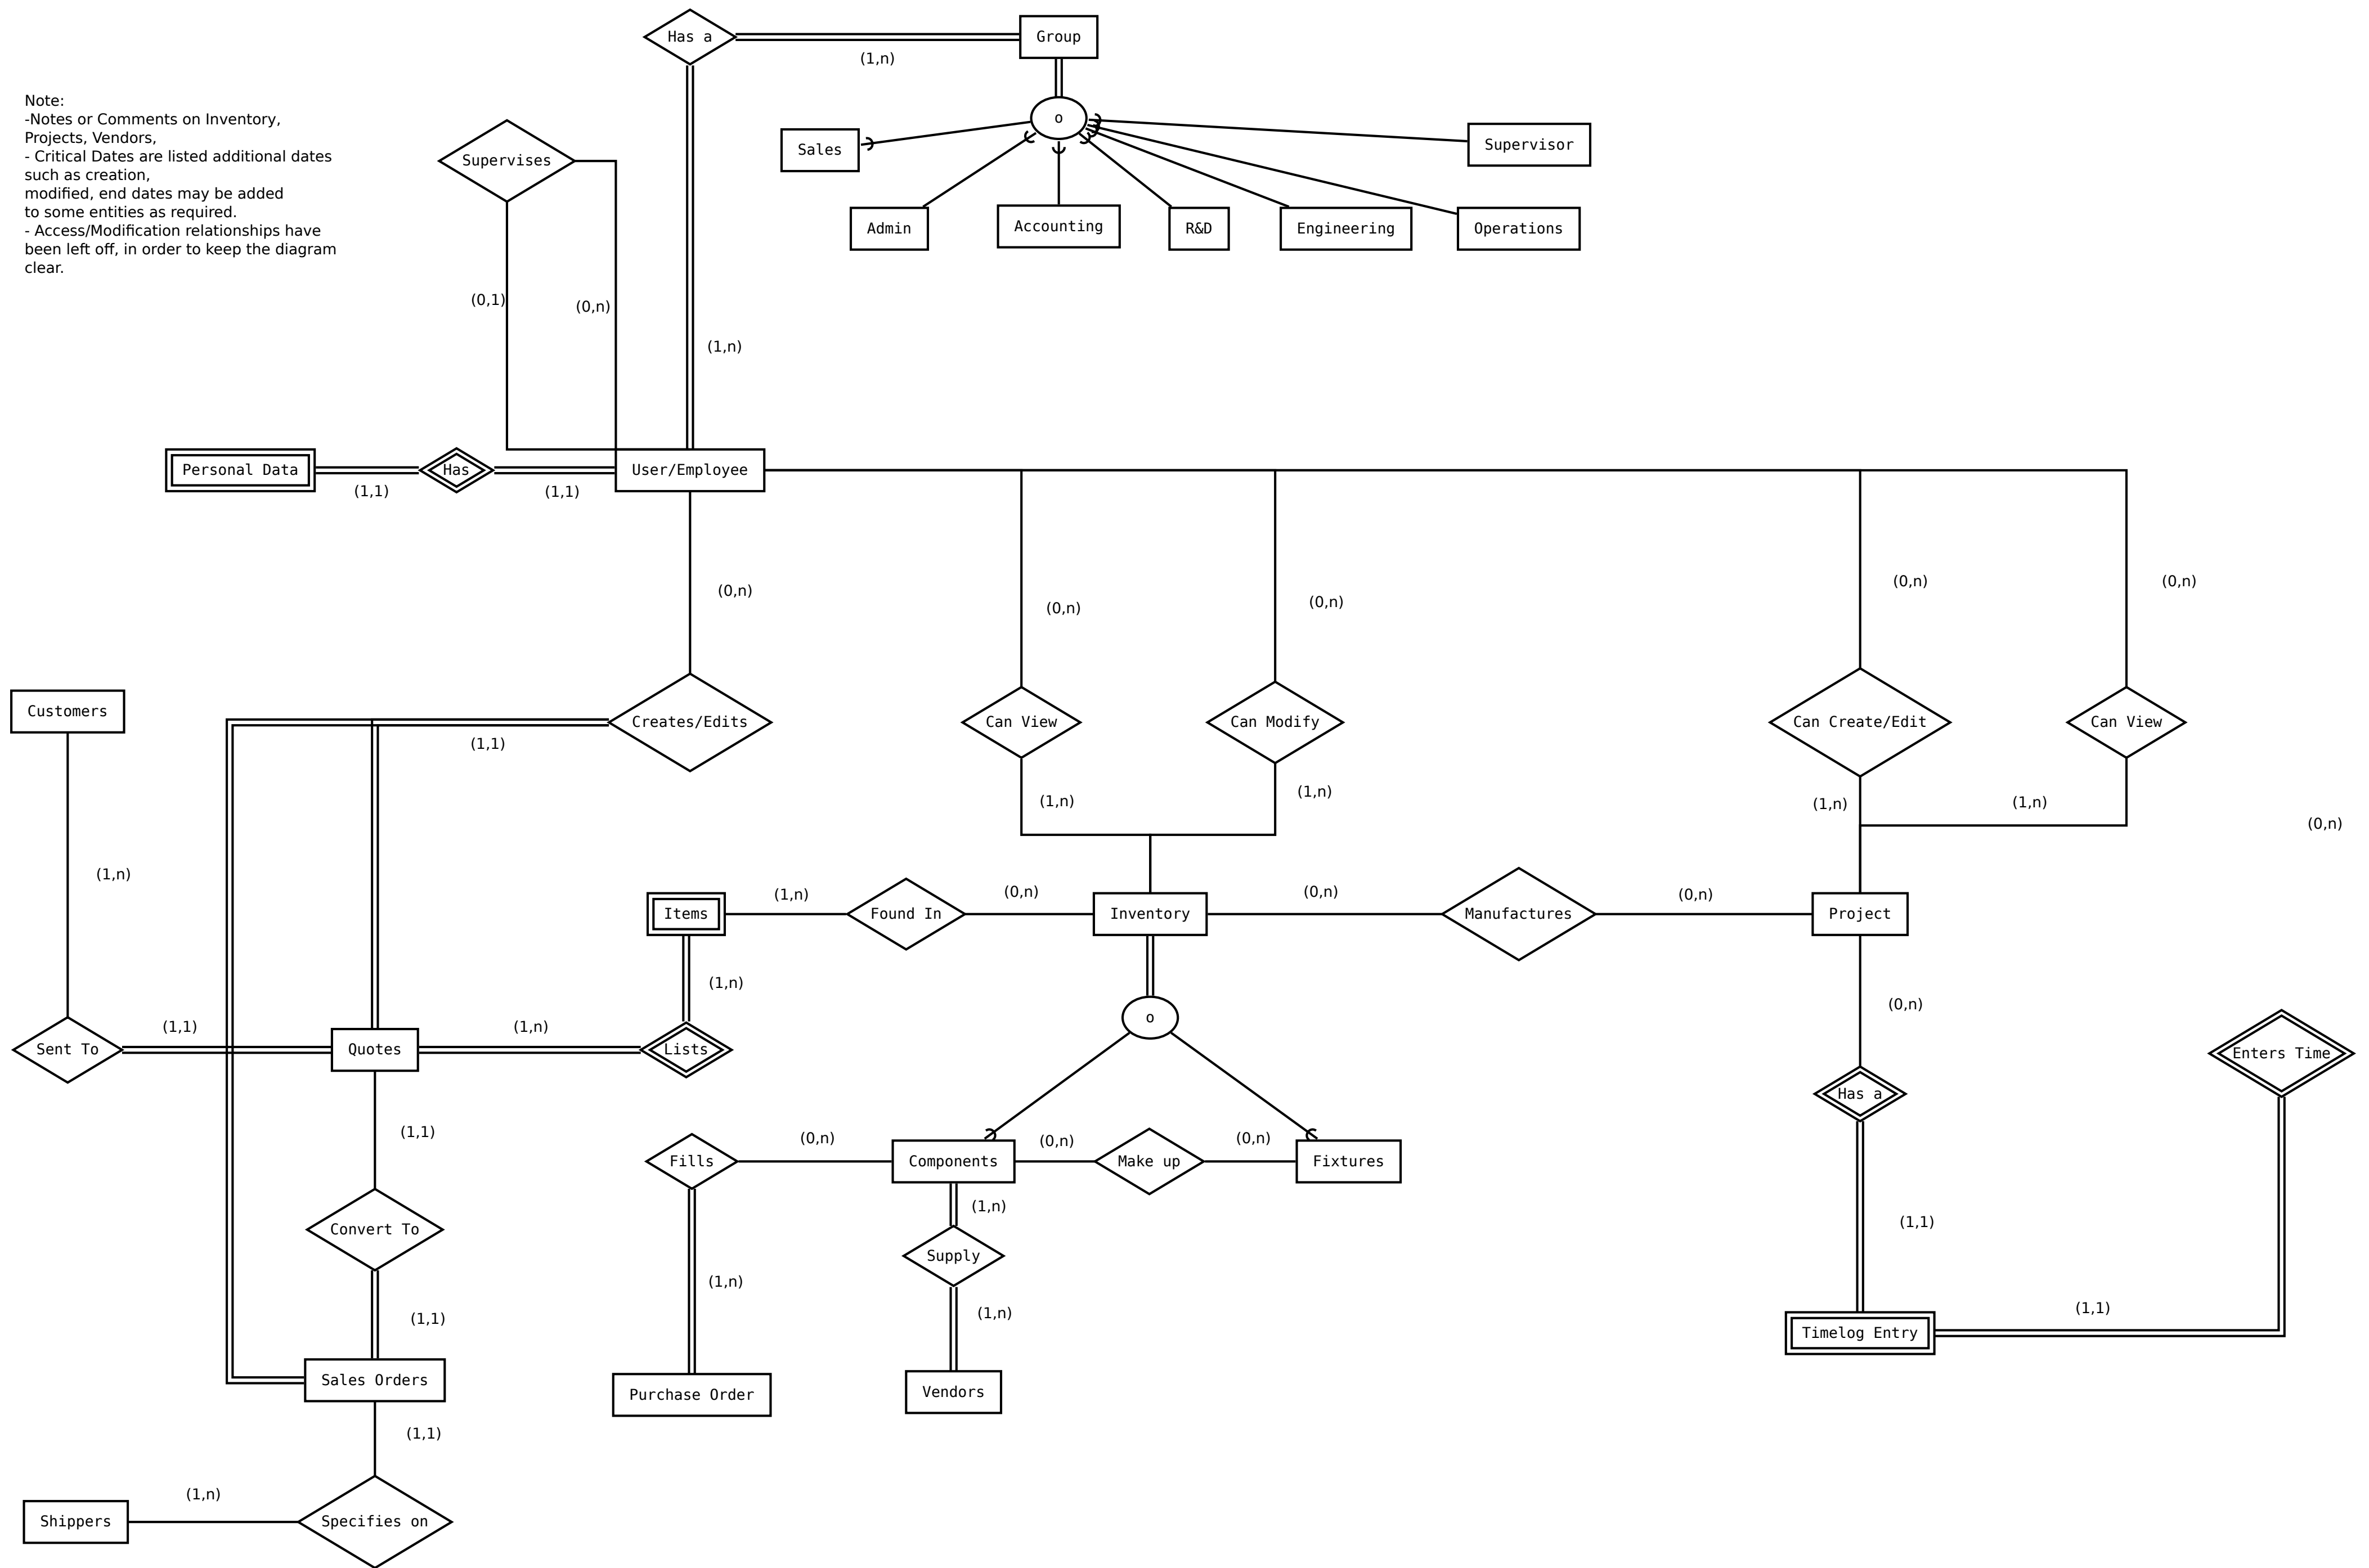 Has a
Group
(1,n)
Note:
-Notes or Comments on Inventory,
Projects, Vendors,
- Critical Dates are listed additional dates
such as creation,
modified, end dates may be added
to some entities as required.
- Access/Modification relationships have
been left off, in order to keep the diagram
clear.
o
Supervises
Sales
Supervisor
Admin
Accounting
R&D
Engineering
Operations
(0,1)
(0,n)
(1,n)
Personal Data
Has
User/Employee
(1,1)
(1,1)
(0,n)
(0,n)
(0,n)
(0,n)
(0,n)
Customers
Creates/Edits
Can View
Can Modify
Can Create/Edit
Can View
(1,1)
(1,n)
(1,n)
(1,n)
(1,n)
(0,n)
(1,n)
(1,n)
(0,n)
(0,n)
(0,n)
Items
Found In
Inventory
Manufactures
Project
(1,n)
(0,n)
(1,1)
(1,n)
o
Sent To
Quotes
Lists
Enters Time
Has a
(1,1)
(0,n)
(0,n)
(0,n)
Fills
Components
Make up
Fixtures
(1,n)
(1,1)
Convert To
Supply
(1,n)
(1,1)
(1,n)
(1,1)
Timelog Entry
Sales Orders
Purchase Order
Vendors
(1,1)
(1,n)
Shippers
Specifies on